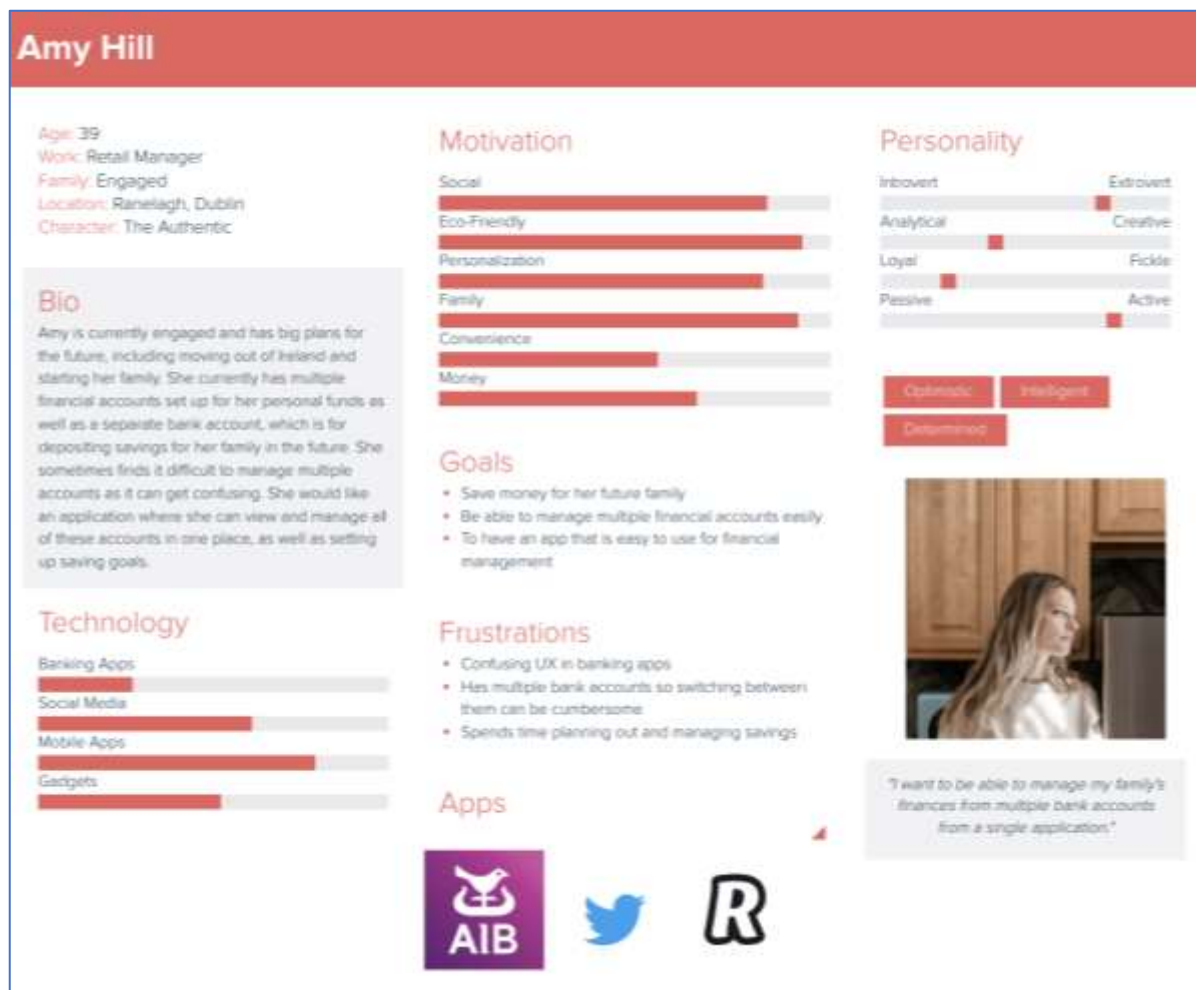 Amy Hill
Age: 39
Work: Retail Manager
Family: Engaged
Location: Ranelagh, Dublin
Character: The Authentic
Bio
Amy is currently engaged and has big plans for
the future, including moving out of Ireland and
starting her family. She currently has multiple
financial accounts set up for her personal funds as
well as a separate bank account, which is for
depositing savings for her family in the future. She
sometimes finds it difficult to manage multiple
accounts as it can get confusing. She would like
an application where she can view and manage all
of these accounts in one place, as well as setting
up saving goals.
Technology
Banking Apps
Social Media
Mobile Apps
Gadgets
Motivation
Social
Eco-Friendly
Personalization
Family
Convenience
Money
Goals
• Save money for her future family
• Be able to manage multiple financial accounts easily
• To have an app that is easy to use for financial
management
Frustrations
• Confusing UX in banking apps
• Has multiple bank accounts so switching between
them can be cumbersome
• Spends time planning out and managing savings
Apps
AIB
R
Personality
Introvert Extrovert
Analytical Creative
Loyal Fickle
Passive Active
Optimistic Intelligent
Determined
"I want to be able to manage my family's
finances from multiple bank accounts
from a single application."